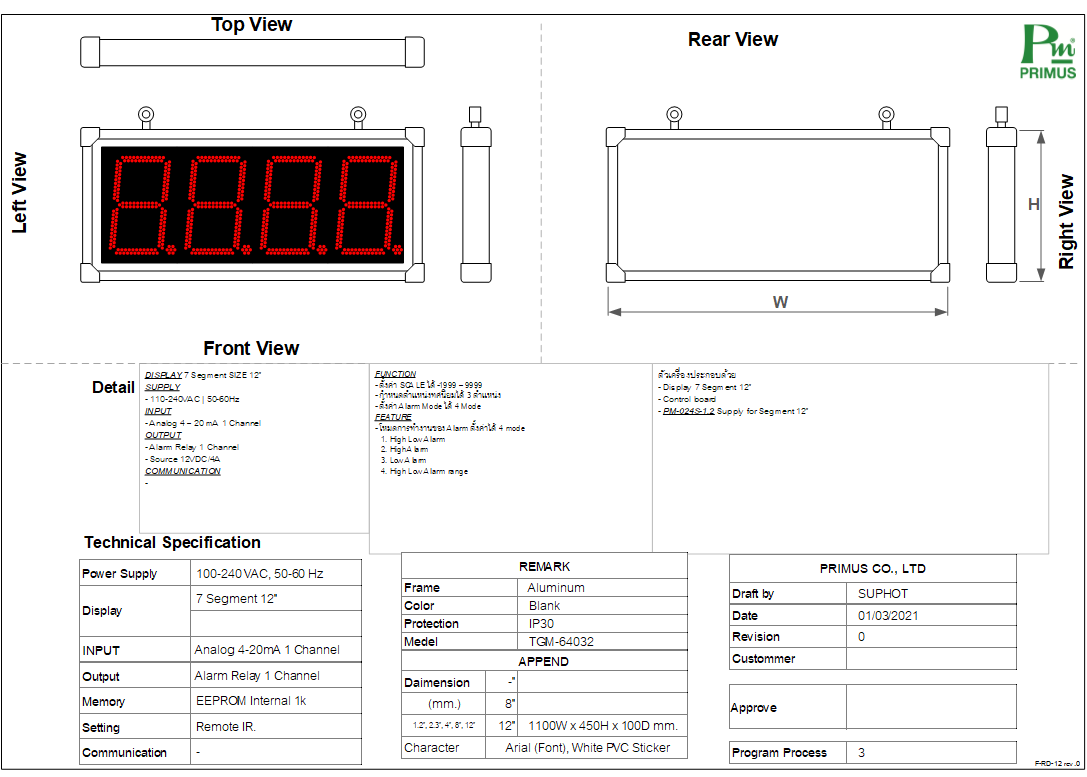 Top View
Rear View
Pm®
PRIMUS
Left View
8.8.8.8.
H
Right View
W
Front View
Detail
DISPLAY 7 Segment SIZE 12"
SUPPLY
- 110-240VAC | 50-60Hz
INPUT
- Analog 4 – 20 mA 1 Channel
OUTPUT
- Alarm Relay 1 Channel
- Source 12VDC/4A
COMMUNICATION
-
FUNCTION
- ตั้งค่า SCALE ได้ -1999 – 9999
- กำหนดตำแหน่งทศนิยมได้ 3 ตำแหน่ง
- ตั้งค่า Alarm Mode ได้ 4 Mode
FEATURE
- โหมดการทำงานของ Alarm ตั้งค่าได้ 4 mode
1. High Low Alarm
2. High Alarm
3. Low Alarm
4. High Low Alarm range
ตัวเครื่องประกอบด้วย
- Display 7 Segment 12"
- Control board
- PM-024S-1.2 Supply for Segment 12"
Technical Specification
Power Supply 100-240 VAC, 50-60 Hz
Display 7 Segment 12"
INPUT Analog 4-20mA 1 Channel
Output Alarm Relay 1 Channel
Memory EEPROM Internal 1k
Setting Remote IR.
Communication -
REMARK
Frame Aluminum
Color Blank
Protection IP30
Medel TGM-64032
APPEND
Daimension -"
(mm.) 8"
1.2", 2.3", 4", 8", 12" 12" 1100W x 450H x 100D mm.
Character Arial (Font), White PVC Sticker
PRIMUS CO., LTD
Draft by SUPHOT
Date 01/03/2021
Revision 0
Custommer
Approve
Program Process 3
F-RD-12 rev.0